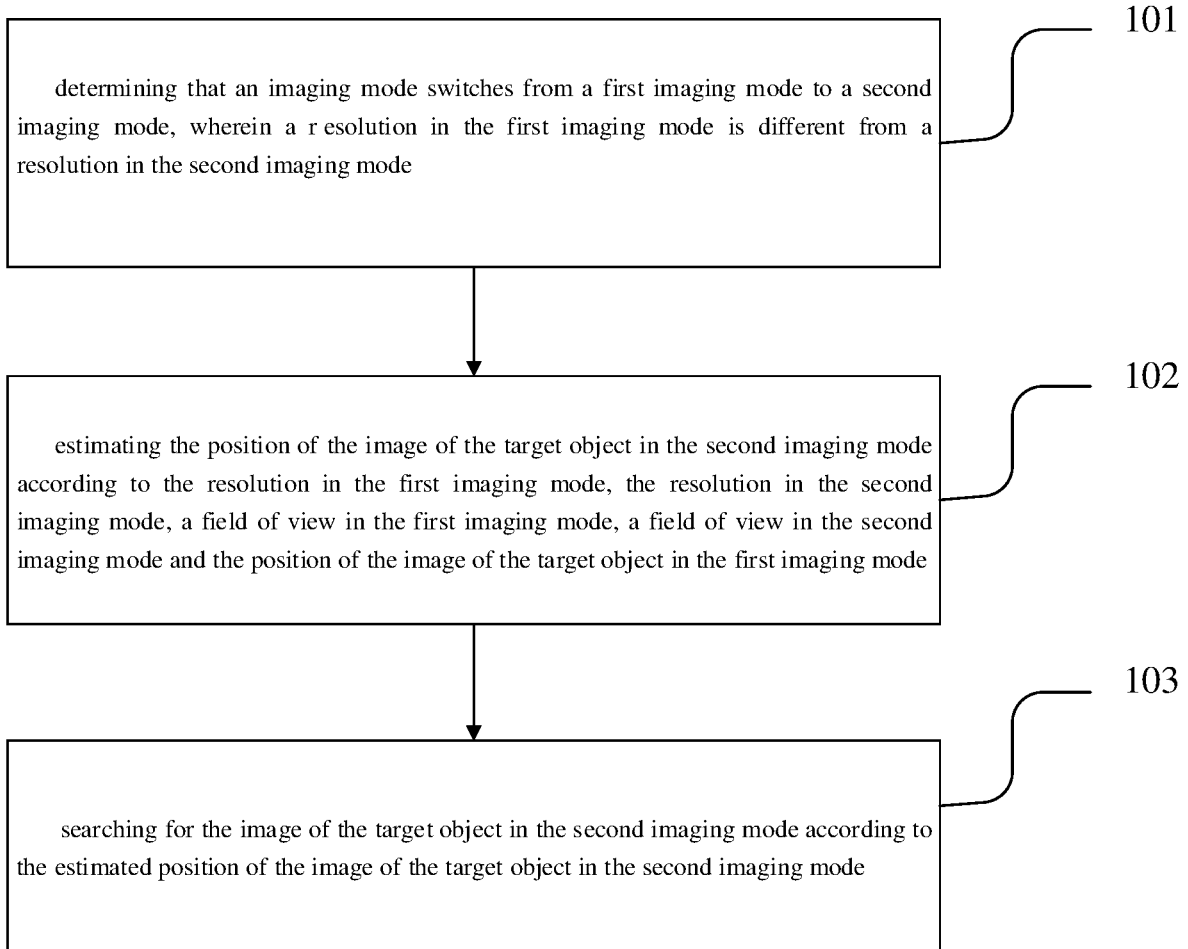 101
determining that an imaging mode switches from a first imaging mode to a second
imaging mode, wherein a r esolution in the first imaging mode is different from a
resolution in the second imaging mode
102
estimating the position of the image of the target object in the second imaging mode
according to the resolution in the first imaging mode, the resolution in the second
imaging mode, a field of view in the first imaging mode, a field of view in the second
imaging mode and the position of the image of the target object in the first imaging mode
103
searching for the image of the target object in the second imaging mode according to
the estimated position of the image of the target object in the second imaging mode